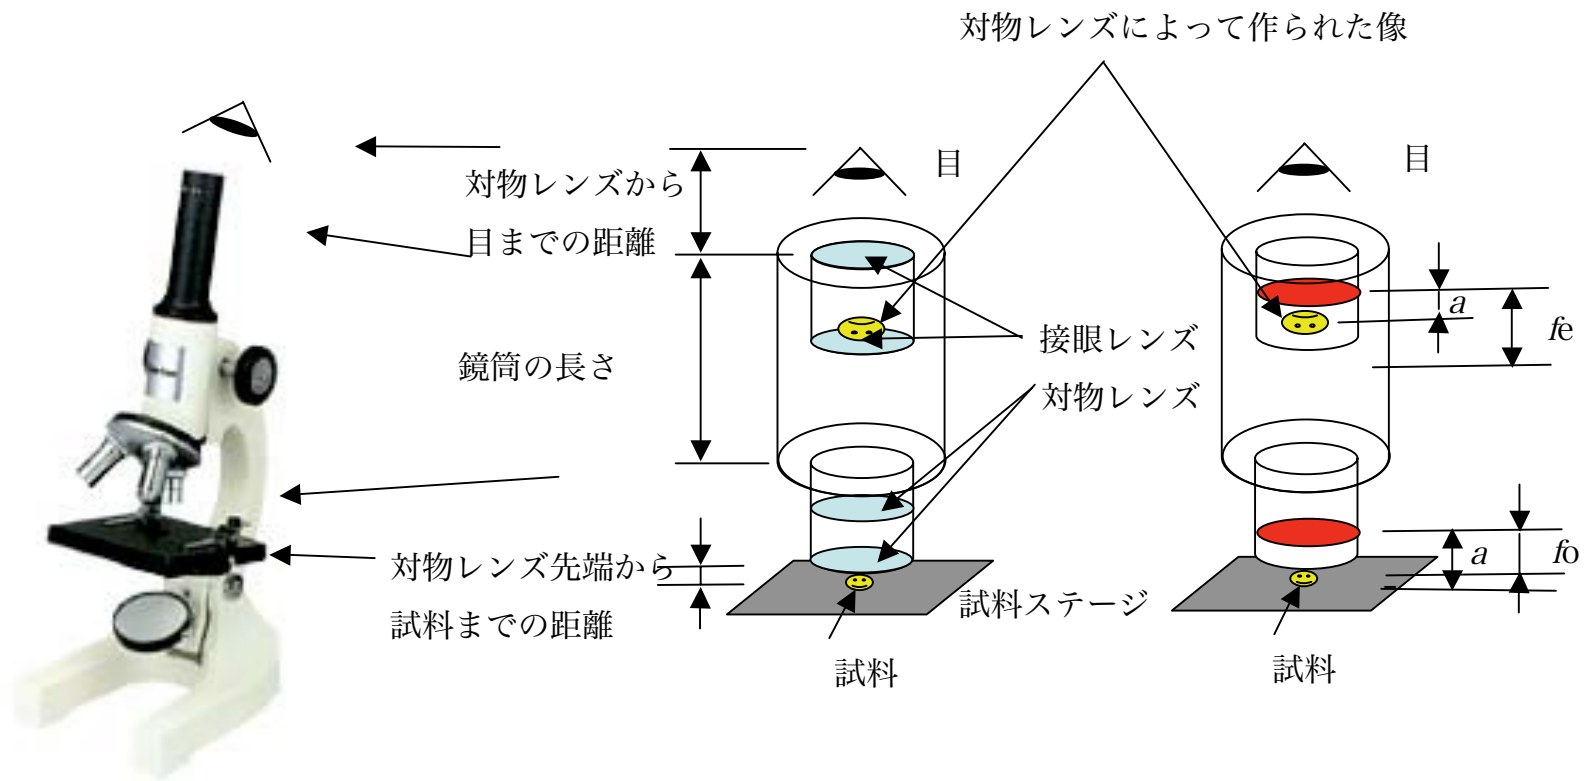 対物レンズによって作られた像
目
目
対物レンズから
目までの距離
a
fe
接眼レンズ
鏡筒の長さ
対物レンズ
対物レンズ先端から
試料までの距離
a
fo
試料ステージ
試料
試料